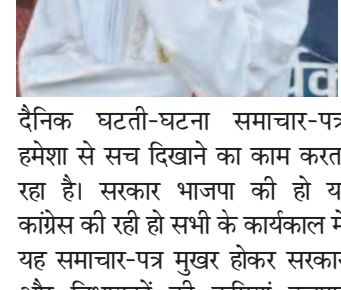 दैनिक घटती-घटना समाचार-पत्र
हमेशा से सच दिखाने का काम करत
रहा है। सरकार भाजपा की हो य
कांग्रेस की रही हो सभी के कार्यकाल मे
यह समाचार-पत्र मुखर होकर सरकार